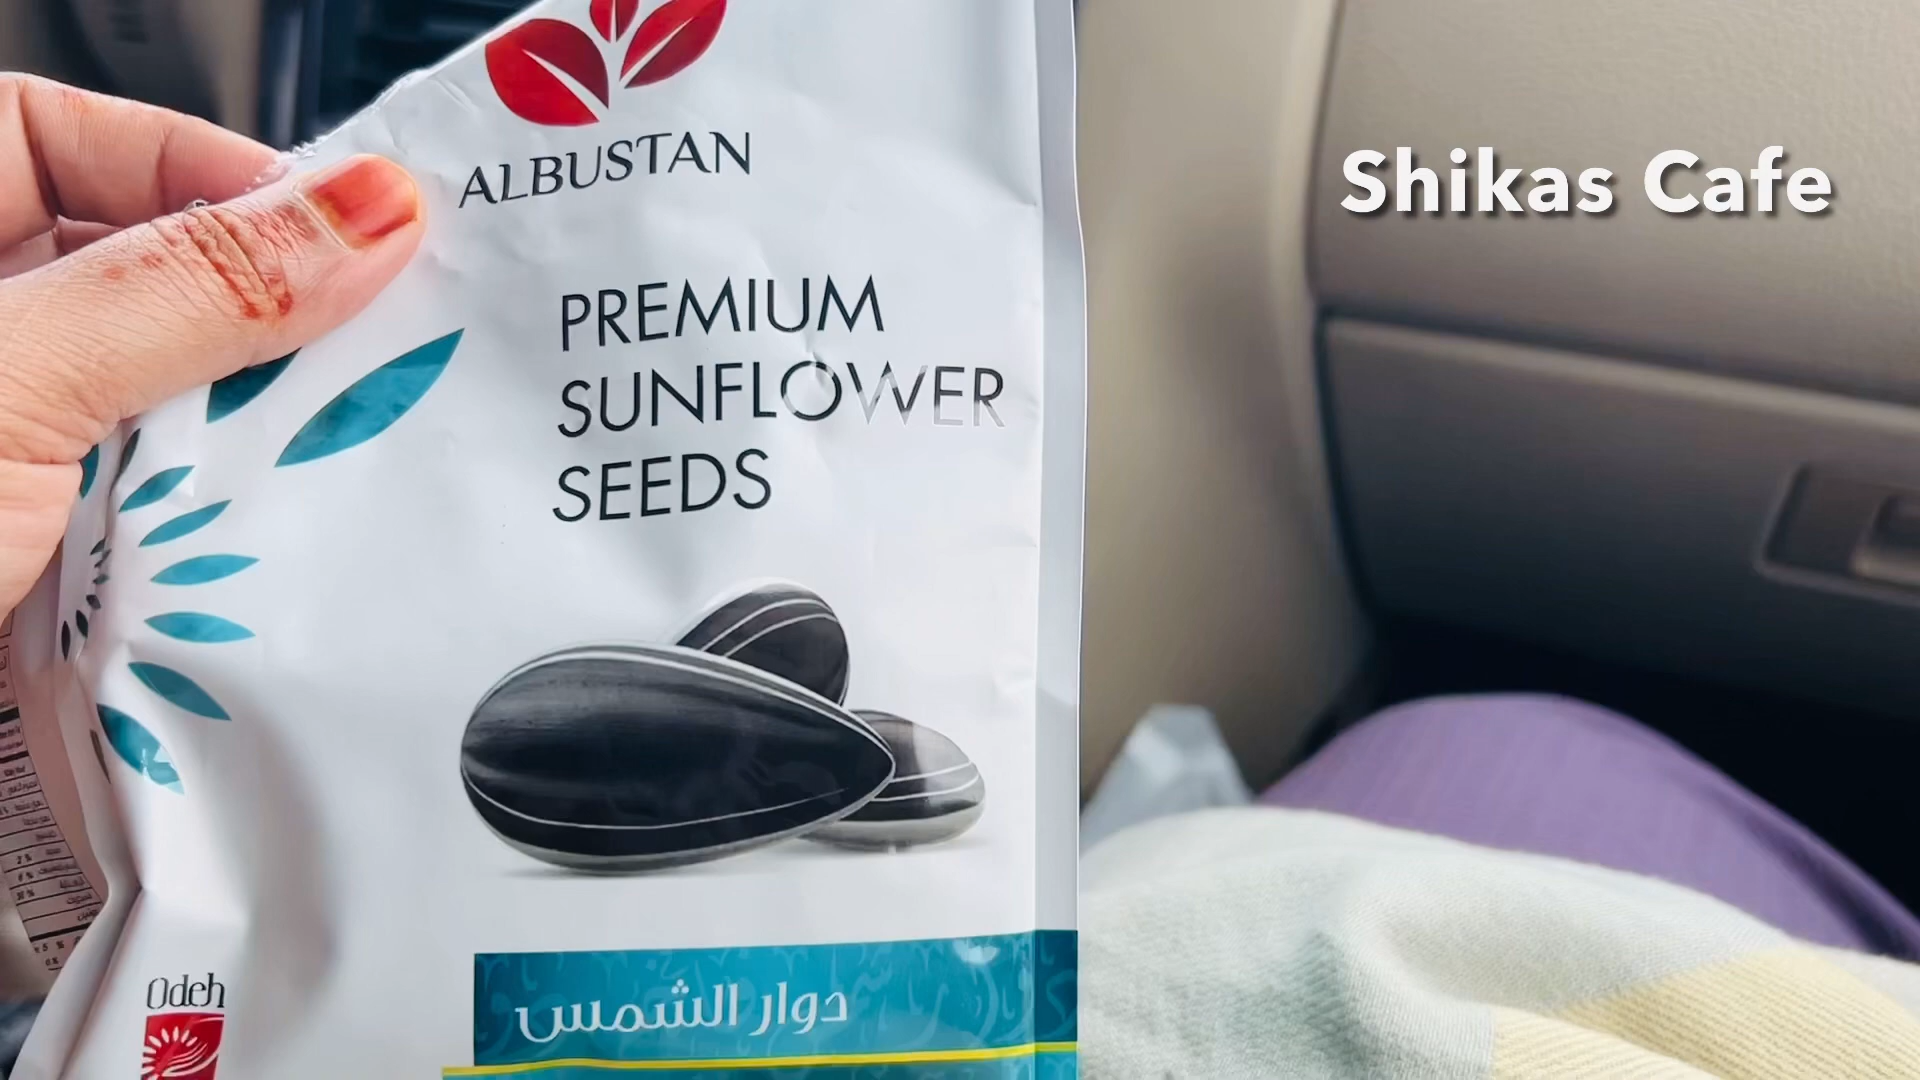 ALBUSTAN
Shikas Cafe
PREMIUM
SUNFLOWER
SEEDS
Odeh
دوار الشمس